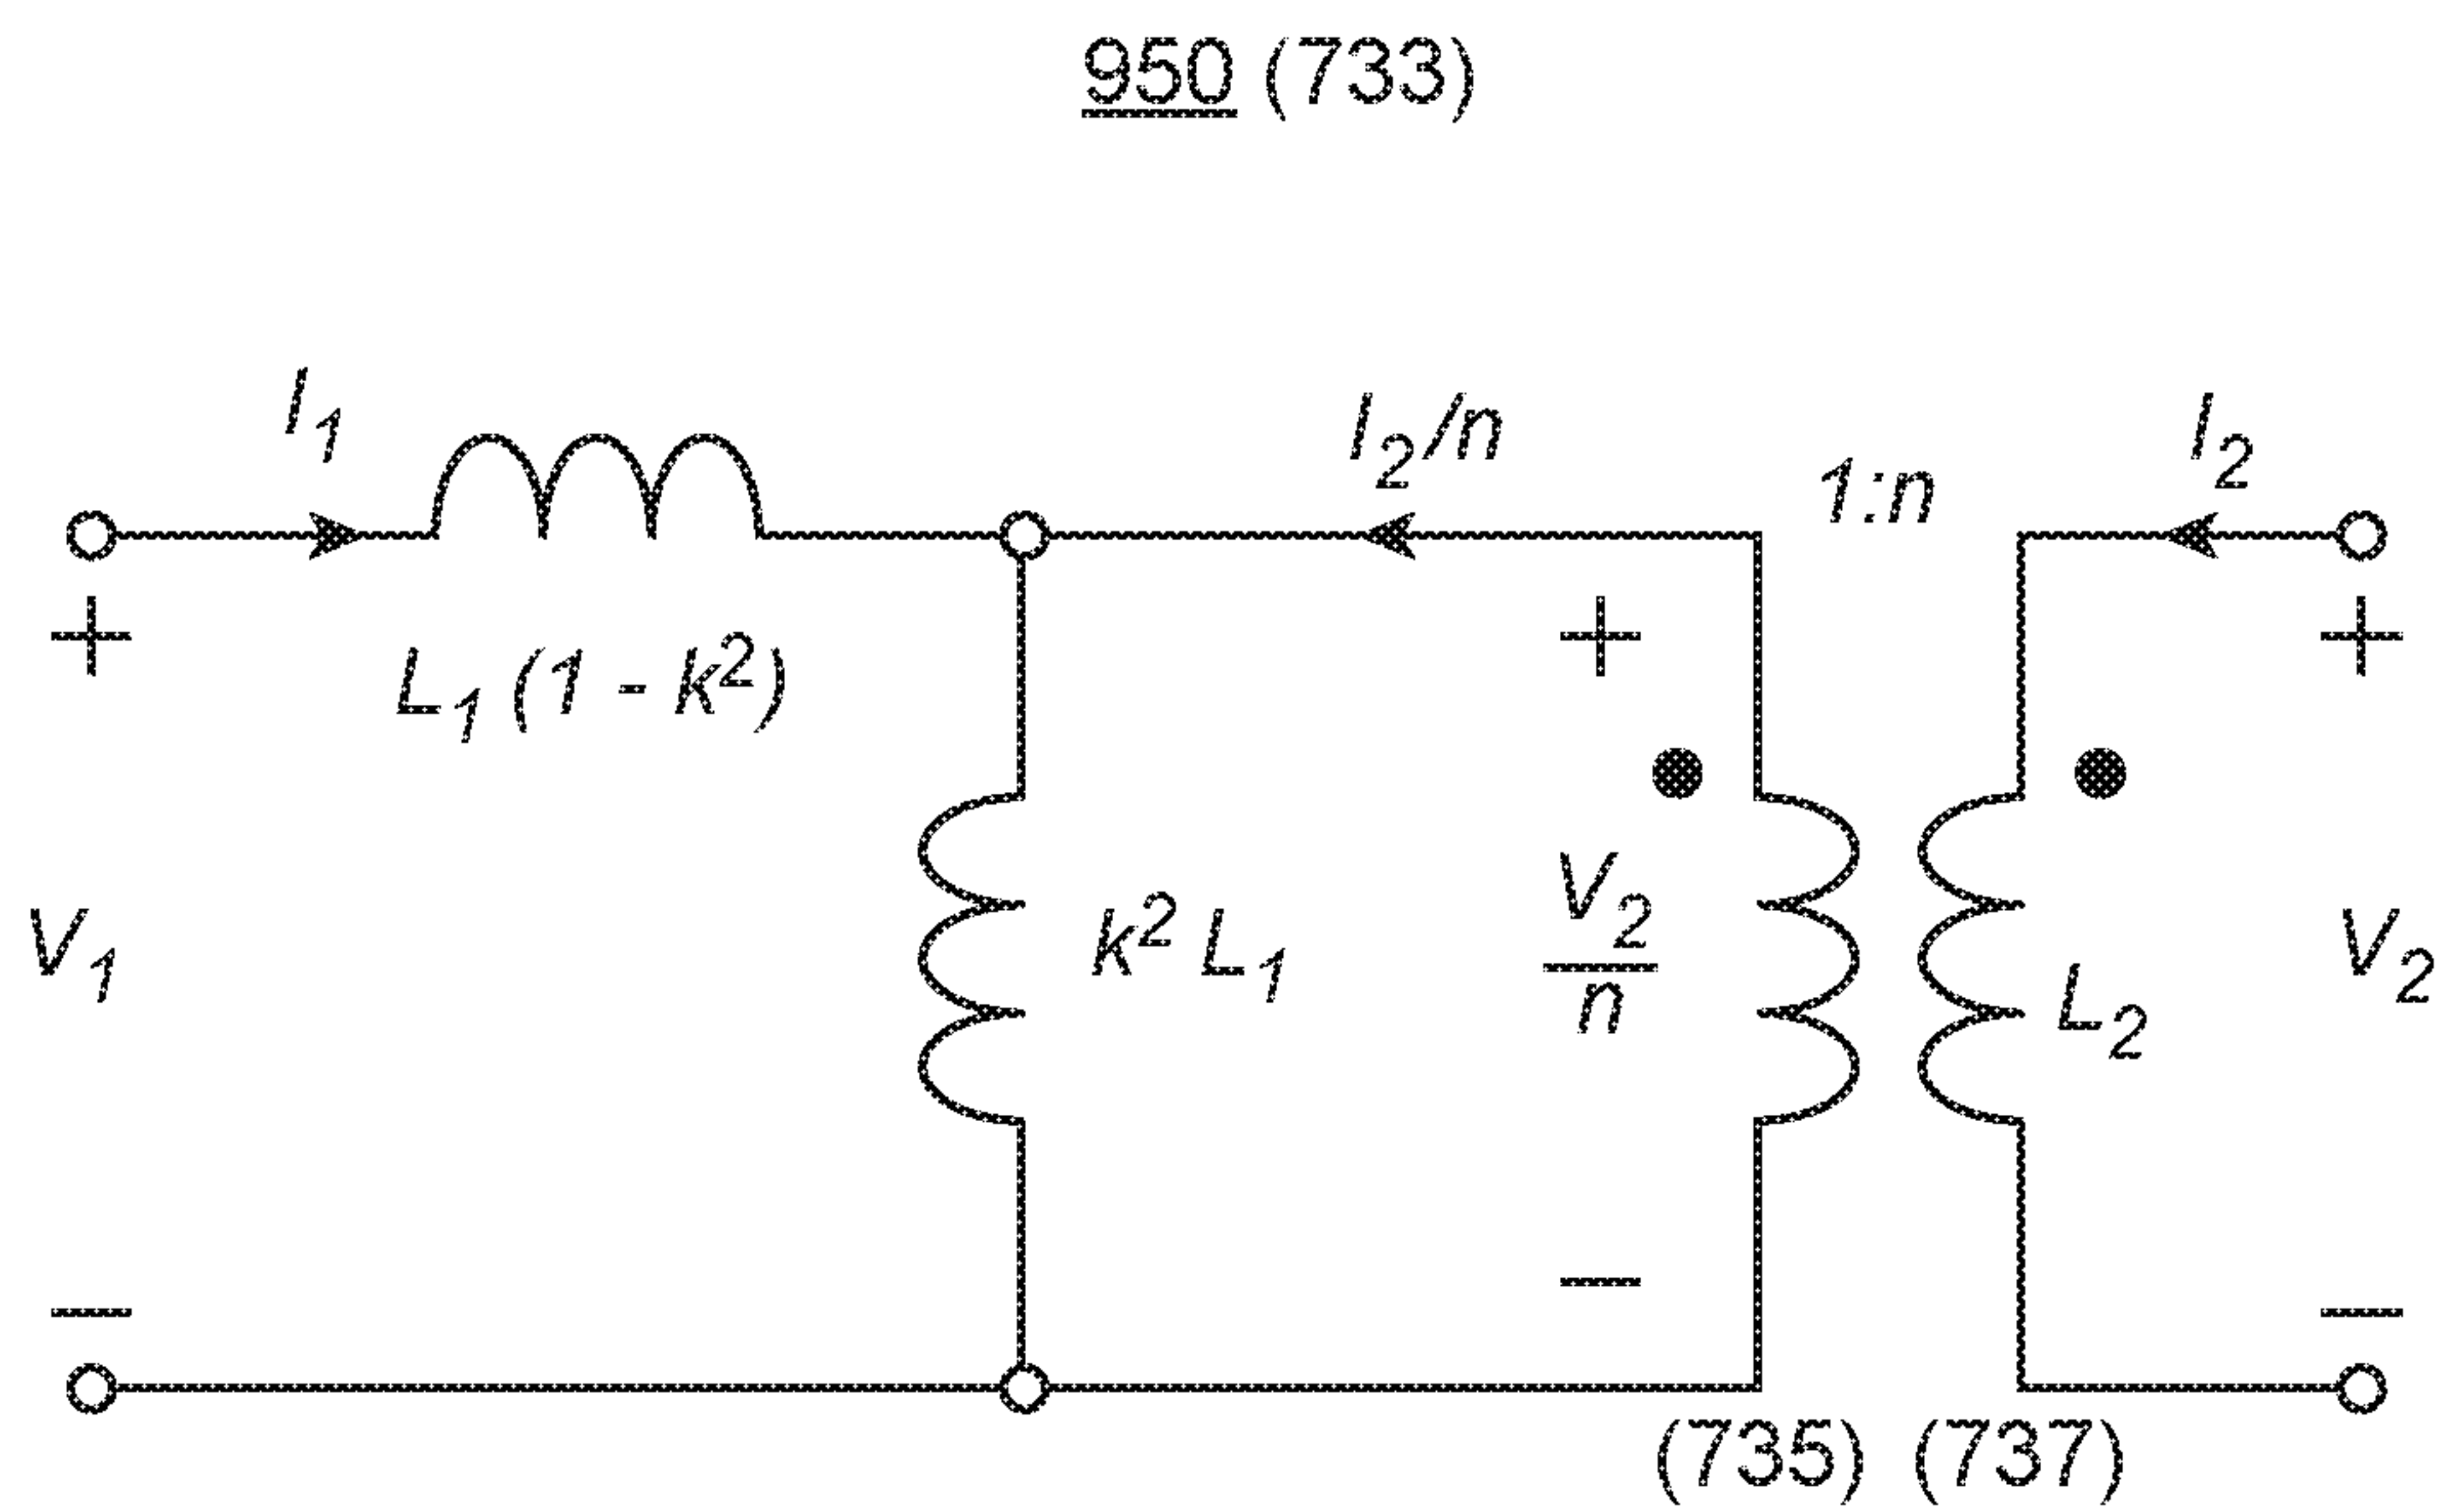 950 (733)
I₁
I₂/n
1:n
I₂
+
L₁ (1 - k²)
+
+
V₁
k² L₁
V₂
n
L₂
V₂
−
−
−
(735) (737)